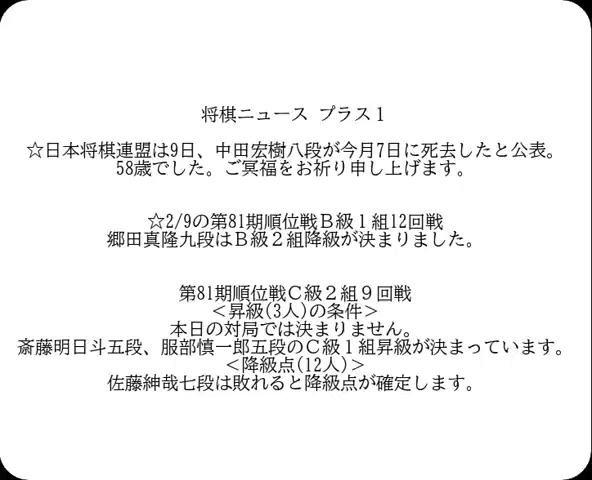 将棋ニュース プラス１
☆日本将棋連盟は9日、中田宏樹八段が今月7日に死去したと公表。
58歳でした。ご冥福をお祈り申し上げます。
☆2/9の第81期順位戦Ｂ級１組12回戦
郷田真隆九段はＢ級２組降級が決まりました。
第81期順位戦Ｃ級２組９回戦
＜昇級(3人)の条件＞
本日の対局では決まりません。
斎藤明日斗五段、服部慎一郎五段のＣ級１組昇級が決まっています。
＜降級点(12人)＞
佐藤紳哉七段は敗れると降級点が確定します。